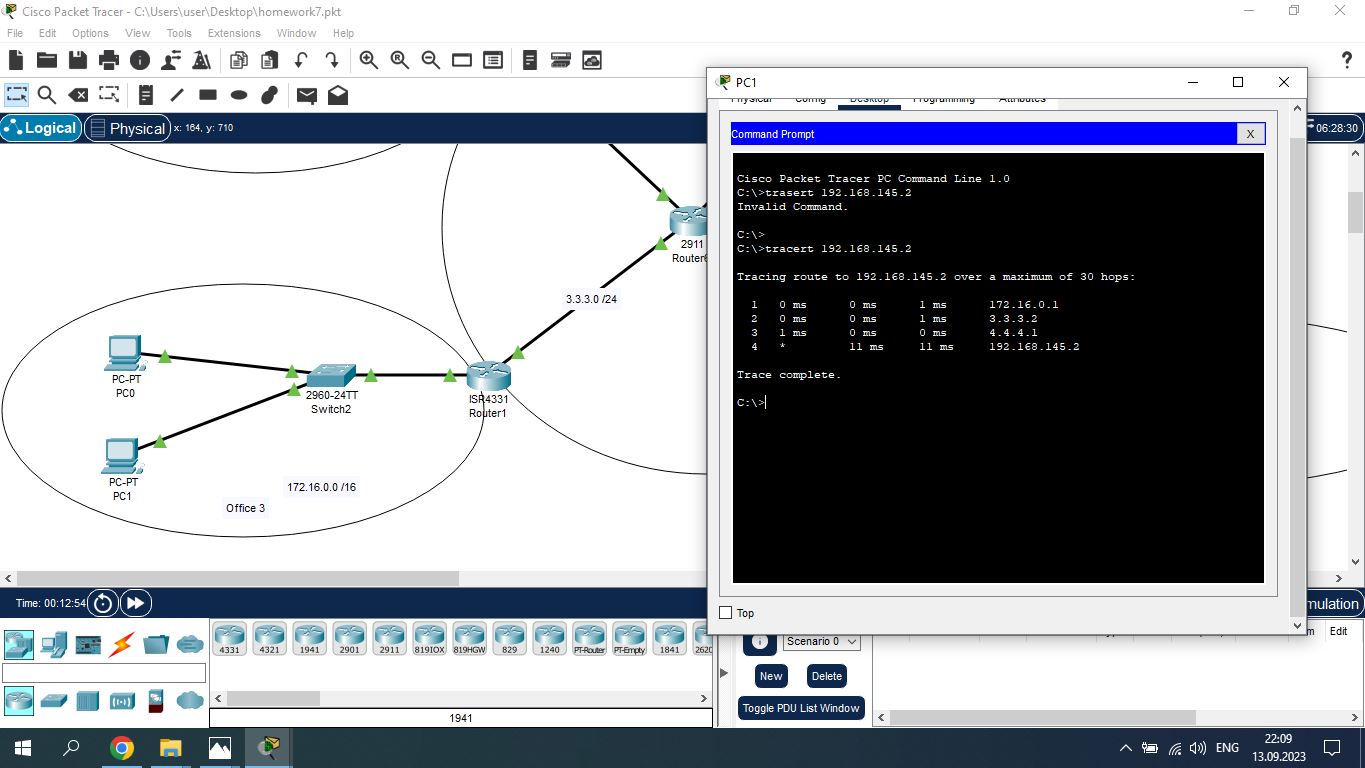 Cisco Packet Tracer - C:\Users\user\Desktop\homework7.pkt
File Edit Options View Tools Extensions Window Help
Logical
Physical
x: 164, y: 710
06:28:30
2911
3.3.3.0 /24
PC-PT
PC0
2960-24TT
Switch2
ISR4331
Router1
PC-PT
PC1
172.16.0.0 /16
Office 3
PC1
Physical Config Desktop Programming Attributes
Command Prompt
X
Cisco Packet Tracer PC Command Line 1.0
C:\>trasert 192.168.145.2
Invalid Command.
C:\>
C:\>tracert 192.168.145.2
Tracing route to 192.168.145.2 over a maximum of 30 hops:
1 0 ms 0 ms 1 ms 172.16.0.1
2 0 ms 0 ms 1 ms 3.3.3.2
3 1 ms 0 ms 0 ms 4.4.4.1
4 * 11 ms 11 ms 192.168.145.2
Trace complete.
C:\>
Top
Time: 00:12:54
4331 4321 1941 2901 2911 819IOX 819HGW 829 1240 PT-Router PT-Empty 1841
1941
Scenario 0
New
Delete
Toggle PDU List Window
Edit
ENG
22:09
13.09.2023